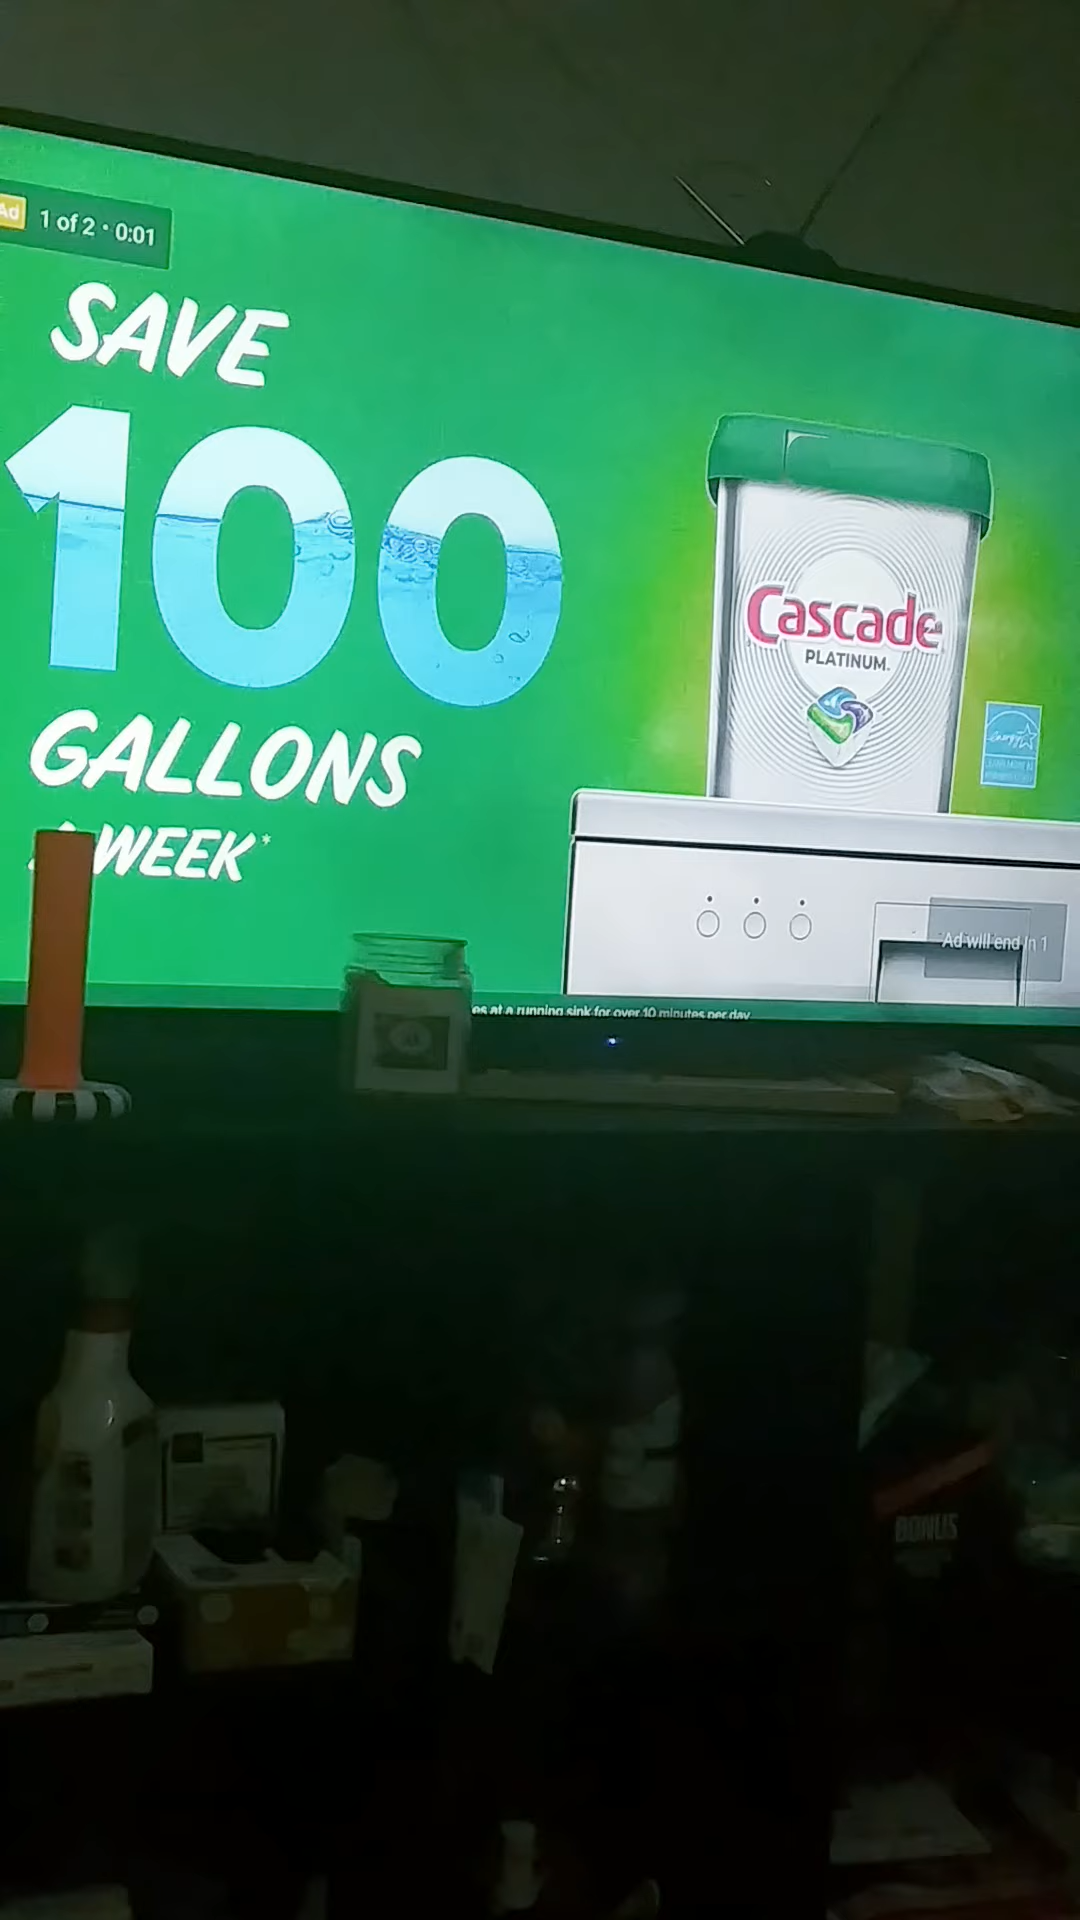 Ad 1 of 2 • 0:01
SAVE
100
GALLONS
A WEEK*
Cascade
PLATINUM.
energy
Ad will end in 1
at a running sink for over 10 minutes per day
BONUS